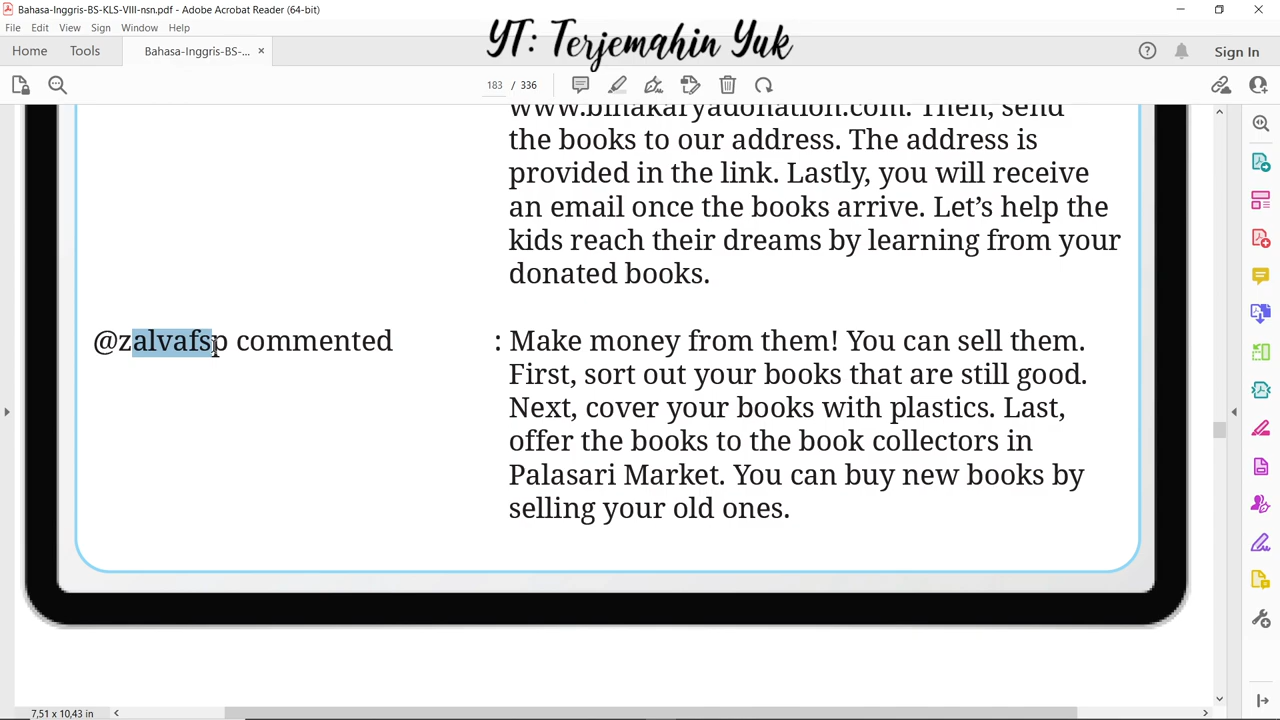 Bahasa-Inggris-BS-KLS-VIII-nsn.pdf - Adobe Acrobat Reader (64-bit)
YT: Terjemahin Yuk
File Edit View Sign Window Help
Home Tools Bahasa-Inggris-BS-... × Sign In
183 / 336
www.binakaryadonation.com. Then, send
the books to our address. The address is
provided in the link. Lastly, you will receive
an email once the books arrive. Let’s help the
kids reach their dreams by learning from your
donated books.
@zalvafsp commented : Make money from them! You can sell them.
First, sort out your books that are still good.
Next, cover your books with plastics. Last,
offer the books to the book collectors in
Palasari Market. You can buy new books by
selling your old ones.
7,51 x 10,43 in